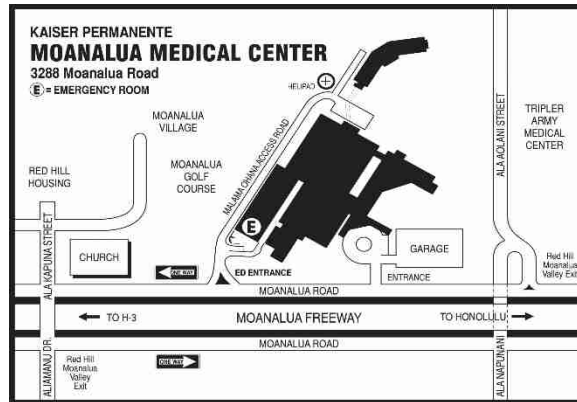 KAISER PERMANENTE
MOANALUA MEDICAL CENTER
3288 Moanalua Road
E = EMERGENCY ROOM
HELIPAD
MOANALUA
VILLAGE
RED HILL
HOUSING
MOANALUA
GOLF
COURSE
MALAMA OHANA ACCESS ROAD
ALA AOLANI STREET
TRIPLER
ARMY
MEDICAL
CENTER
ALA KAPUNA STREET
CHURCH
E
GARAGE
ONE WAY
ED ENTRANCE
ENTRANCE
Red Hill
Moanalua
Valley Exit
MOANALUA ROAD
TO H-3
MOANALUA FREEWAY
TO HONOLULU
MOANALUA ROAD
ALIAMANU DR.
Red Hill
Moanalua
Valley
Exit
ONE WAY
ALA NAPUNANI